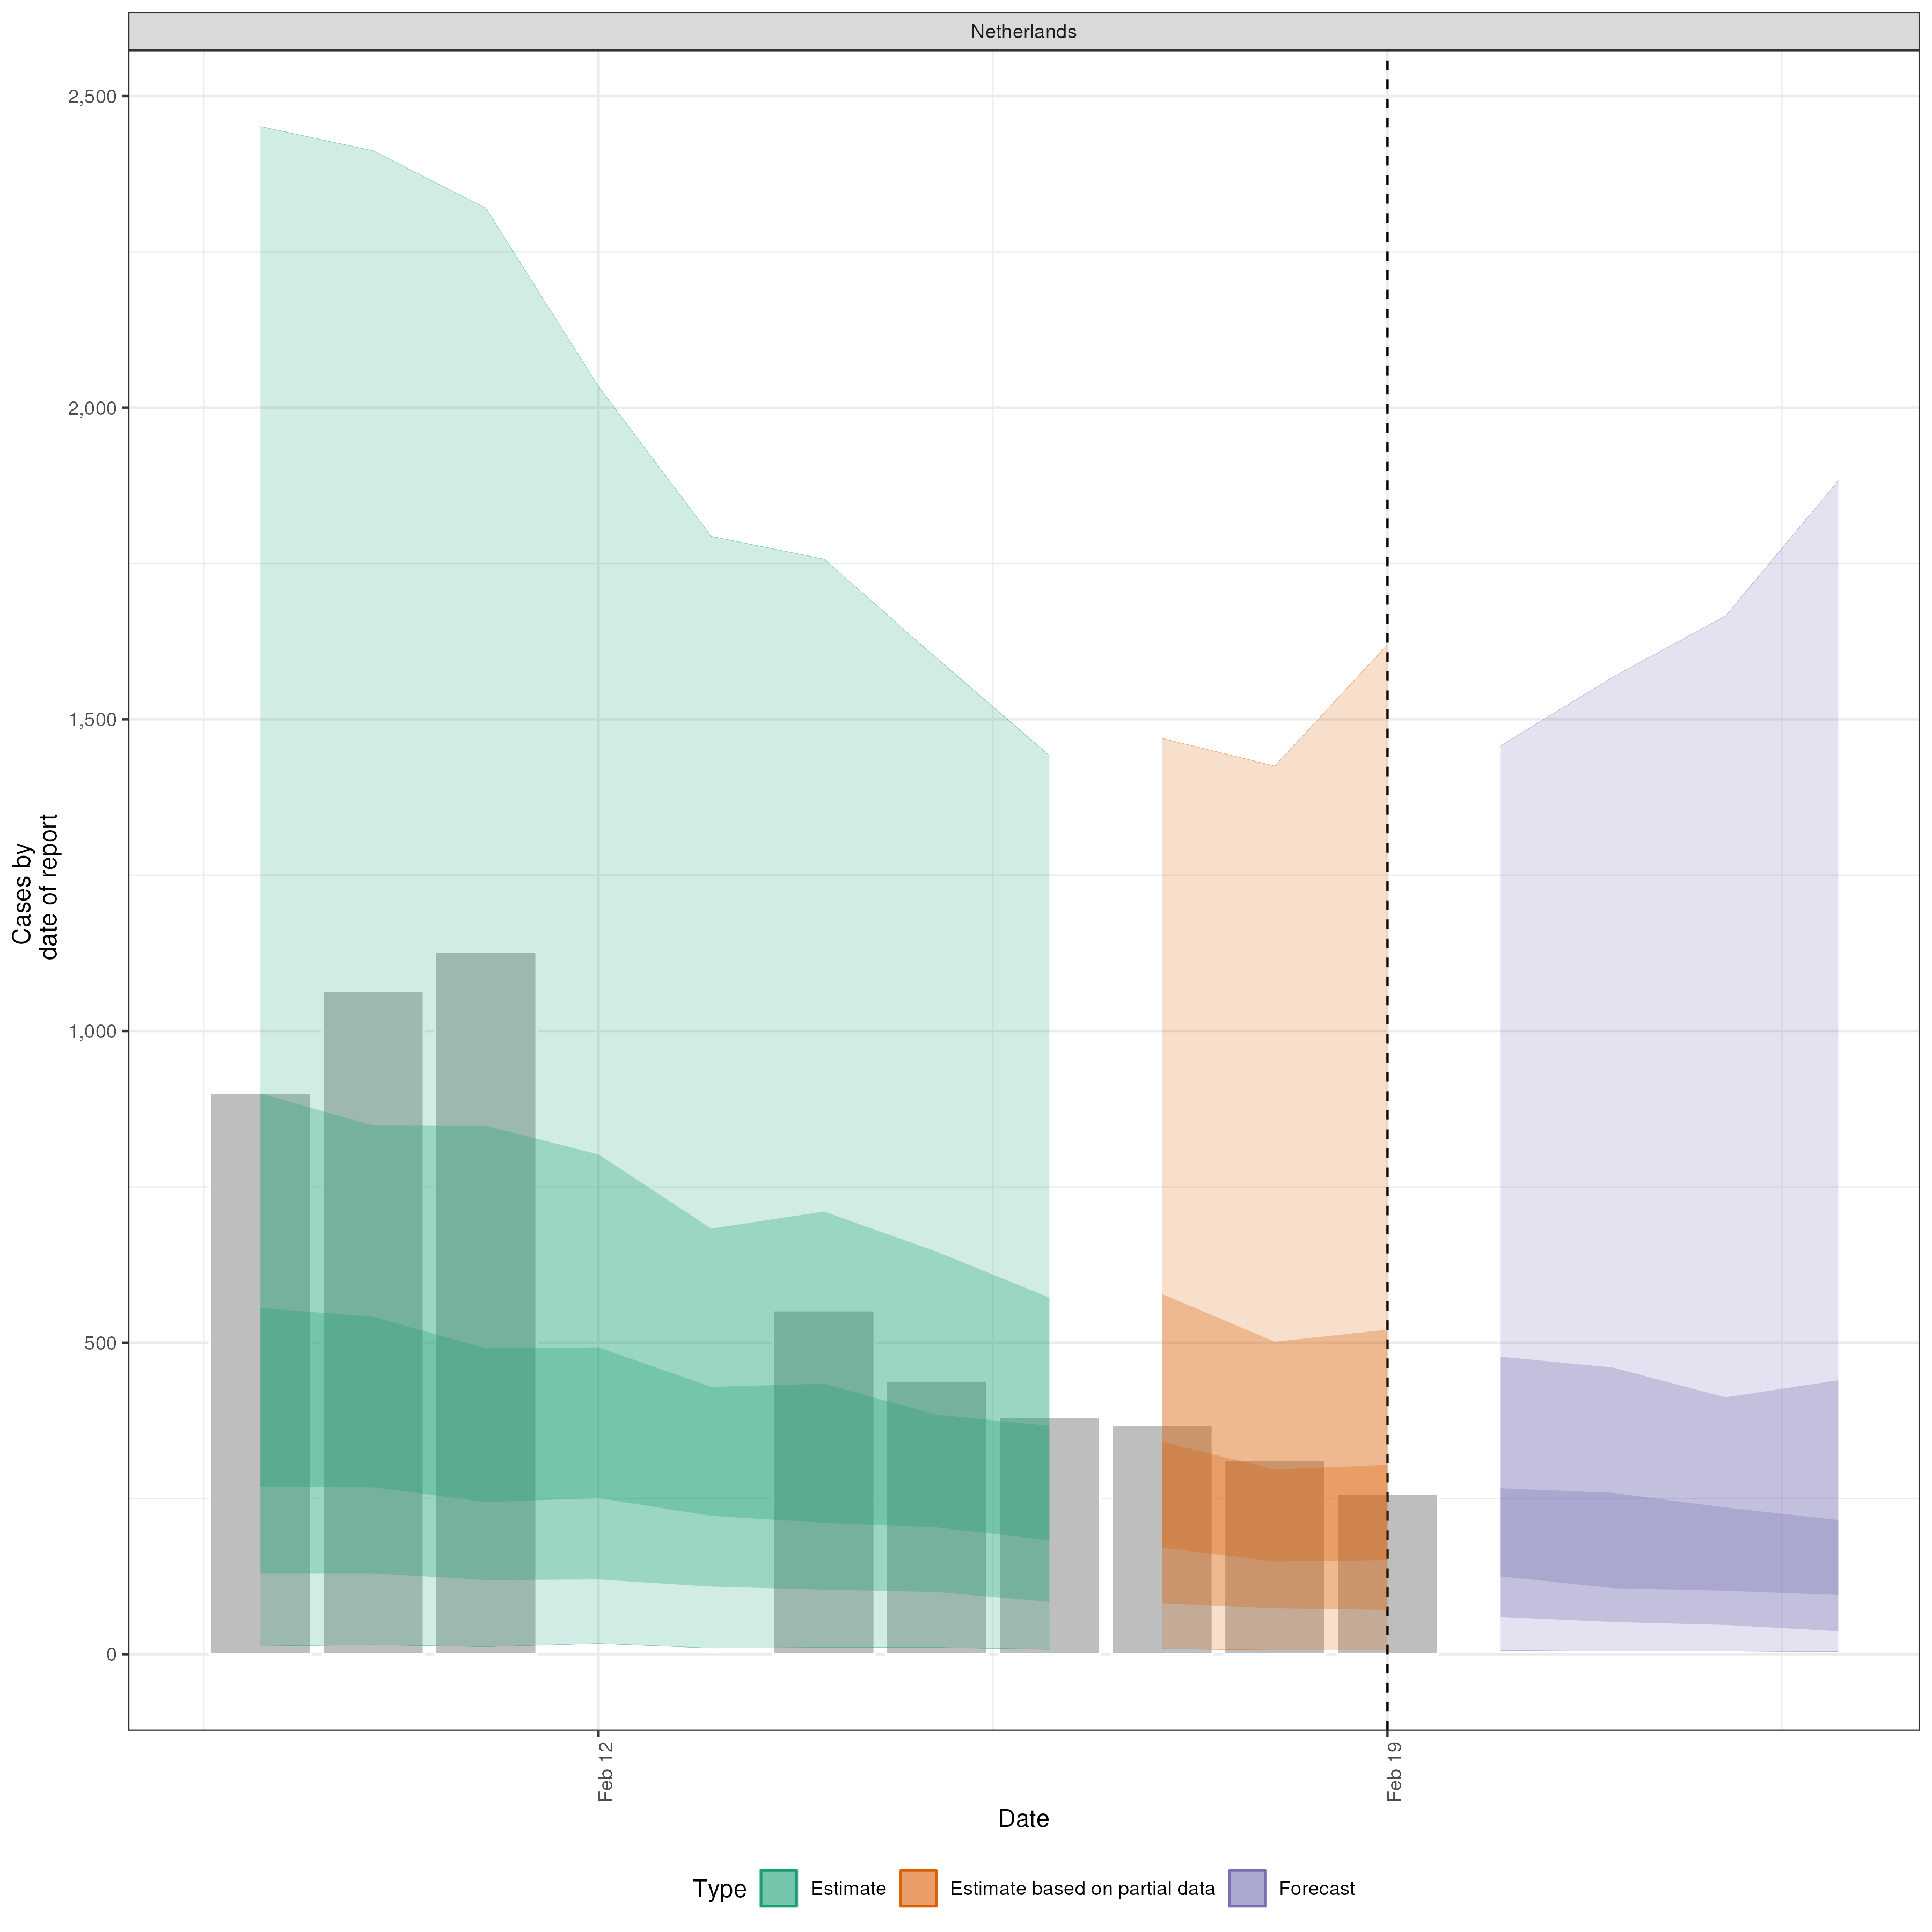 Netherlands
2,500
2,000
1,500
1,000
500
0
Cases by
date of report
Feb 12
Feb 19
Date
Type Estimate Estimate based on partial data Forecast